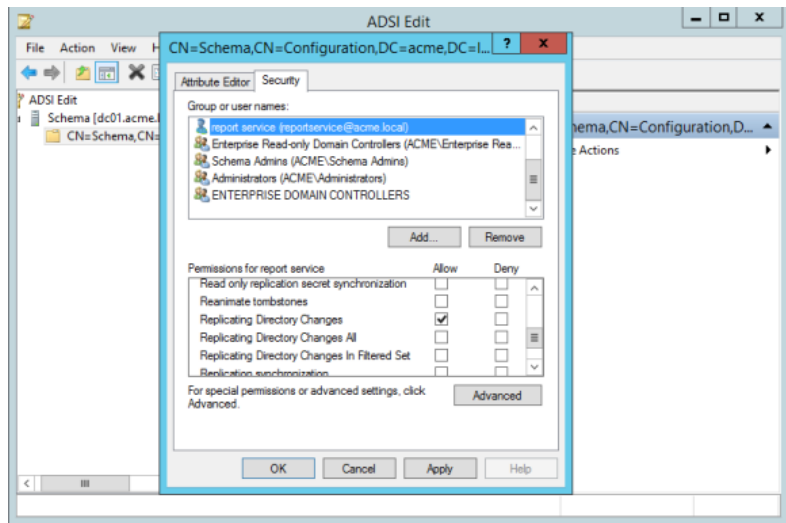 ADSI Edit
File Action View H
CN=Schema,CN=Configuration,DC=acme,DC=l...
?
x
Attribute Editor
Security
ADSI Edit
Schema [dc01.acme.l
CN=Schema,CN=
Group or user names:
report service (reportservice@acme.local)
Enterprise Read-only Domain Controllers (ACME\Enterprise Rea...
Schema Admins (ACME\Schema Admins)
Administrators (ACME\Administrators)
ENTERPRISE DOMAIN CONTROLLERS
Add...
Remove
Permissions for report service Allow Deny
Read only replication secret synchronization
Reanimate tombstones
Replicating Directory Changes
Replicating Directory Changes All
Replicating Directory Changes In Filtered Set
Replication synchronization
For special permissions or advanced settings, click
Advanced.
Advanced
OK
Cancel
Apply
Help
hema,CN=Configuration,D...
e Actions